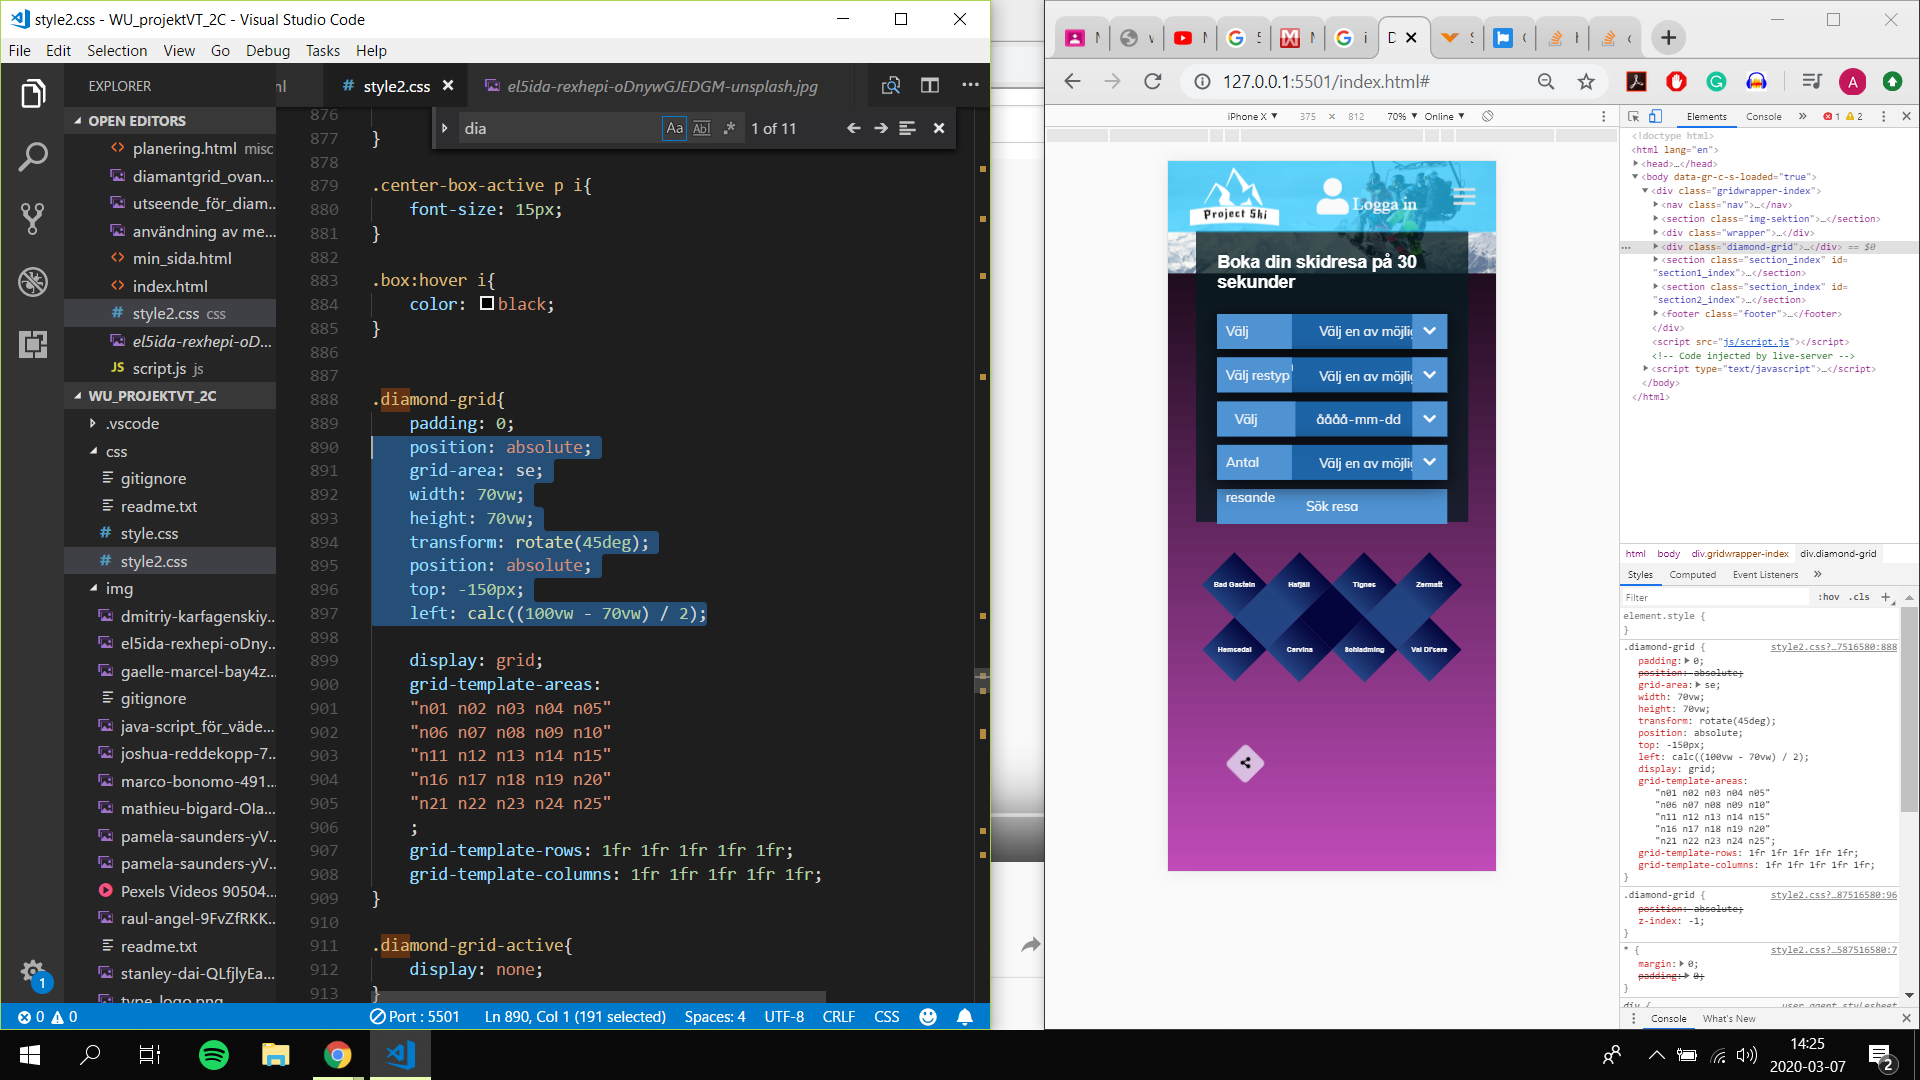 style2.css - WU_projektVT_2C - Visual Studio Code
File Edit Selection View Go Debug Tasks Help
EXPLORER
OPEN EDITORS
planering.html misc
diamantgrid_ovan...
utseende_för_diam...
användning av me...
min_sida.html
index.html
style2.css css
el5ida-rexhepi-oD...
script.js js
WU_PROJEKTVT_2C
.vscode
css
gitignore
readme.txt
style.css
style2.css
img
dmitriy-karfagenskiy...
el5ida-rexhepi-oDny...
gaelle-marcel-bay4z...
gitignore
java-script_för_väde...
joshua-reddekopp-7...
marco-bonomo-491...
mathieu-bigard-OIa...
pamela-saunders-yV...
pamela-saunders-yV...
Pexels Videos 90504...
raul-angel-9FvZfRKK...
readme.txt
stanley-dai-QLfjlyEa...
type_logo.png
style2.css
el5ida-rexhepi-oDnywGJEDGM-unsplash.jpg
dia Aa Abl .* 1 of 11
876
877 }
878
879 .center-box-active p i{
880 font-size: 15px;
881 }
882
883 .box:hover i{
884 color: black;
885 }
886
887
888 .diamond-grid{
889 padding: 0;
890 position: absolute;
891 grid-area: se;
892 width: 70vw;
893 height: 70vw;
894 transform: rotate(45deg);
895 position: absolute;
896 top: -150px;
897 left: calc((100vw - 70vw) / 2);
898
899 display: grid;
900 grid-template-areas:
901 "n01 n02 n03 n04 n05"
902 "n06 n07 n08 n09 n10"
903 "n11 n12 n13 n14 n15"
904 "n16 n17 n18 n19 n20"
905 "n21 n22 n23 n24 n25"
906 ;
907 grid-template-rows: 1fr 1fr 1fr 1fr 1fr;
908 grid-template-columns: 1fr 1fr 1fr 1fr 1fr;
909 }
910
911 .diamond-grid-active{
912 display: none;
913 }
0 0 Port : 5501 Ln 890, Col 1 (191 selected) Spaces: 4 UTF-8 CRLF CSS
127.0.0.1:5501/index.html#
iPhone X 375 × 812 70% Online
Project Ski
Logga in
Boka din skidresa på 30
sekunder
Välj Välj en av möjli
Välj restyp Välj en av möjli
Välj åååå-mm-dd
Antal Välj en av möjli
resande Sök resa
Bad Gastein Hafjäll Tignes Zermatt
Hemsedal Cervina Schladming Val Di'sere
Elements Console » 1 2
<!doctype html>
<html lang="en">
<head>…</head>
<body data-gr-c-s-loaded="true">
<div class="gridwrapper-index">
<nav class="nav">…</nav>
<section class="img-sektion">…</section>
<div class="wrapper">…</div>
<div class="diamond-grid">…</div> == $0
<section class="section_index" id=
"section1_index">…</section>
<section class="section_index" id=
"section2_index">…</section>
<footer class="footer">…</footer>
</div>
<script src="js/script.js"></script>
<!-- Code injected by live-server -->
<script type="text/javascript">…</script>
</body>
</html>
html body div.gridwrapper-index div.diamond-grid
Styles Computed Event Listeners »
Filter :hov .cls +
element.style {
}
.diamond-grid { style2.css?…7516580:888
padding: 0;
position: absolute;
grid-area: se;
width: 70vw;
height: 70vw;
transform: rotate(45deg);
position: absolute;
top: -150px;
left: calc((100vw - 70vw) / 2);
display: grid;
grid-template-areas:
"n01 n02 n03 n04 n05"
"n06 n07 n08 n09 n10"
"n11 n12 n13 n14 n15"
"n16 n17 n18 n19 n20"
"n21 n22 n23 n24 n25";
grid-template-rows: 1fr 1fr 1fr 1fr 1fr;
grid-template-columns: 1fr 1fr 1fr 1fr 1fr;
}
.diamond-grid { style2.css?…87516580:96
position: absolute;
z-index: -1;
}
* { style2.css?…587516580:7
margin: 0;
padding: 0;
}
div { user agent stylesheet
Console What's New
14:25
2020-03-07